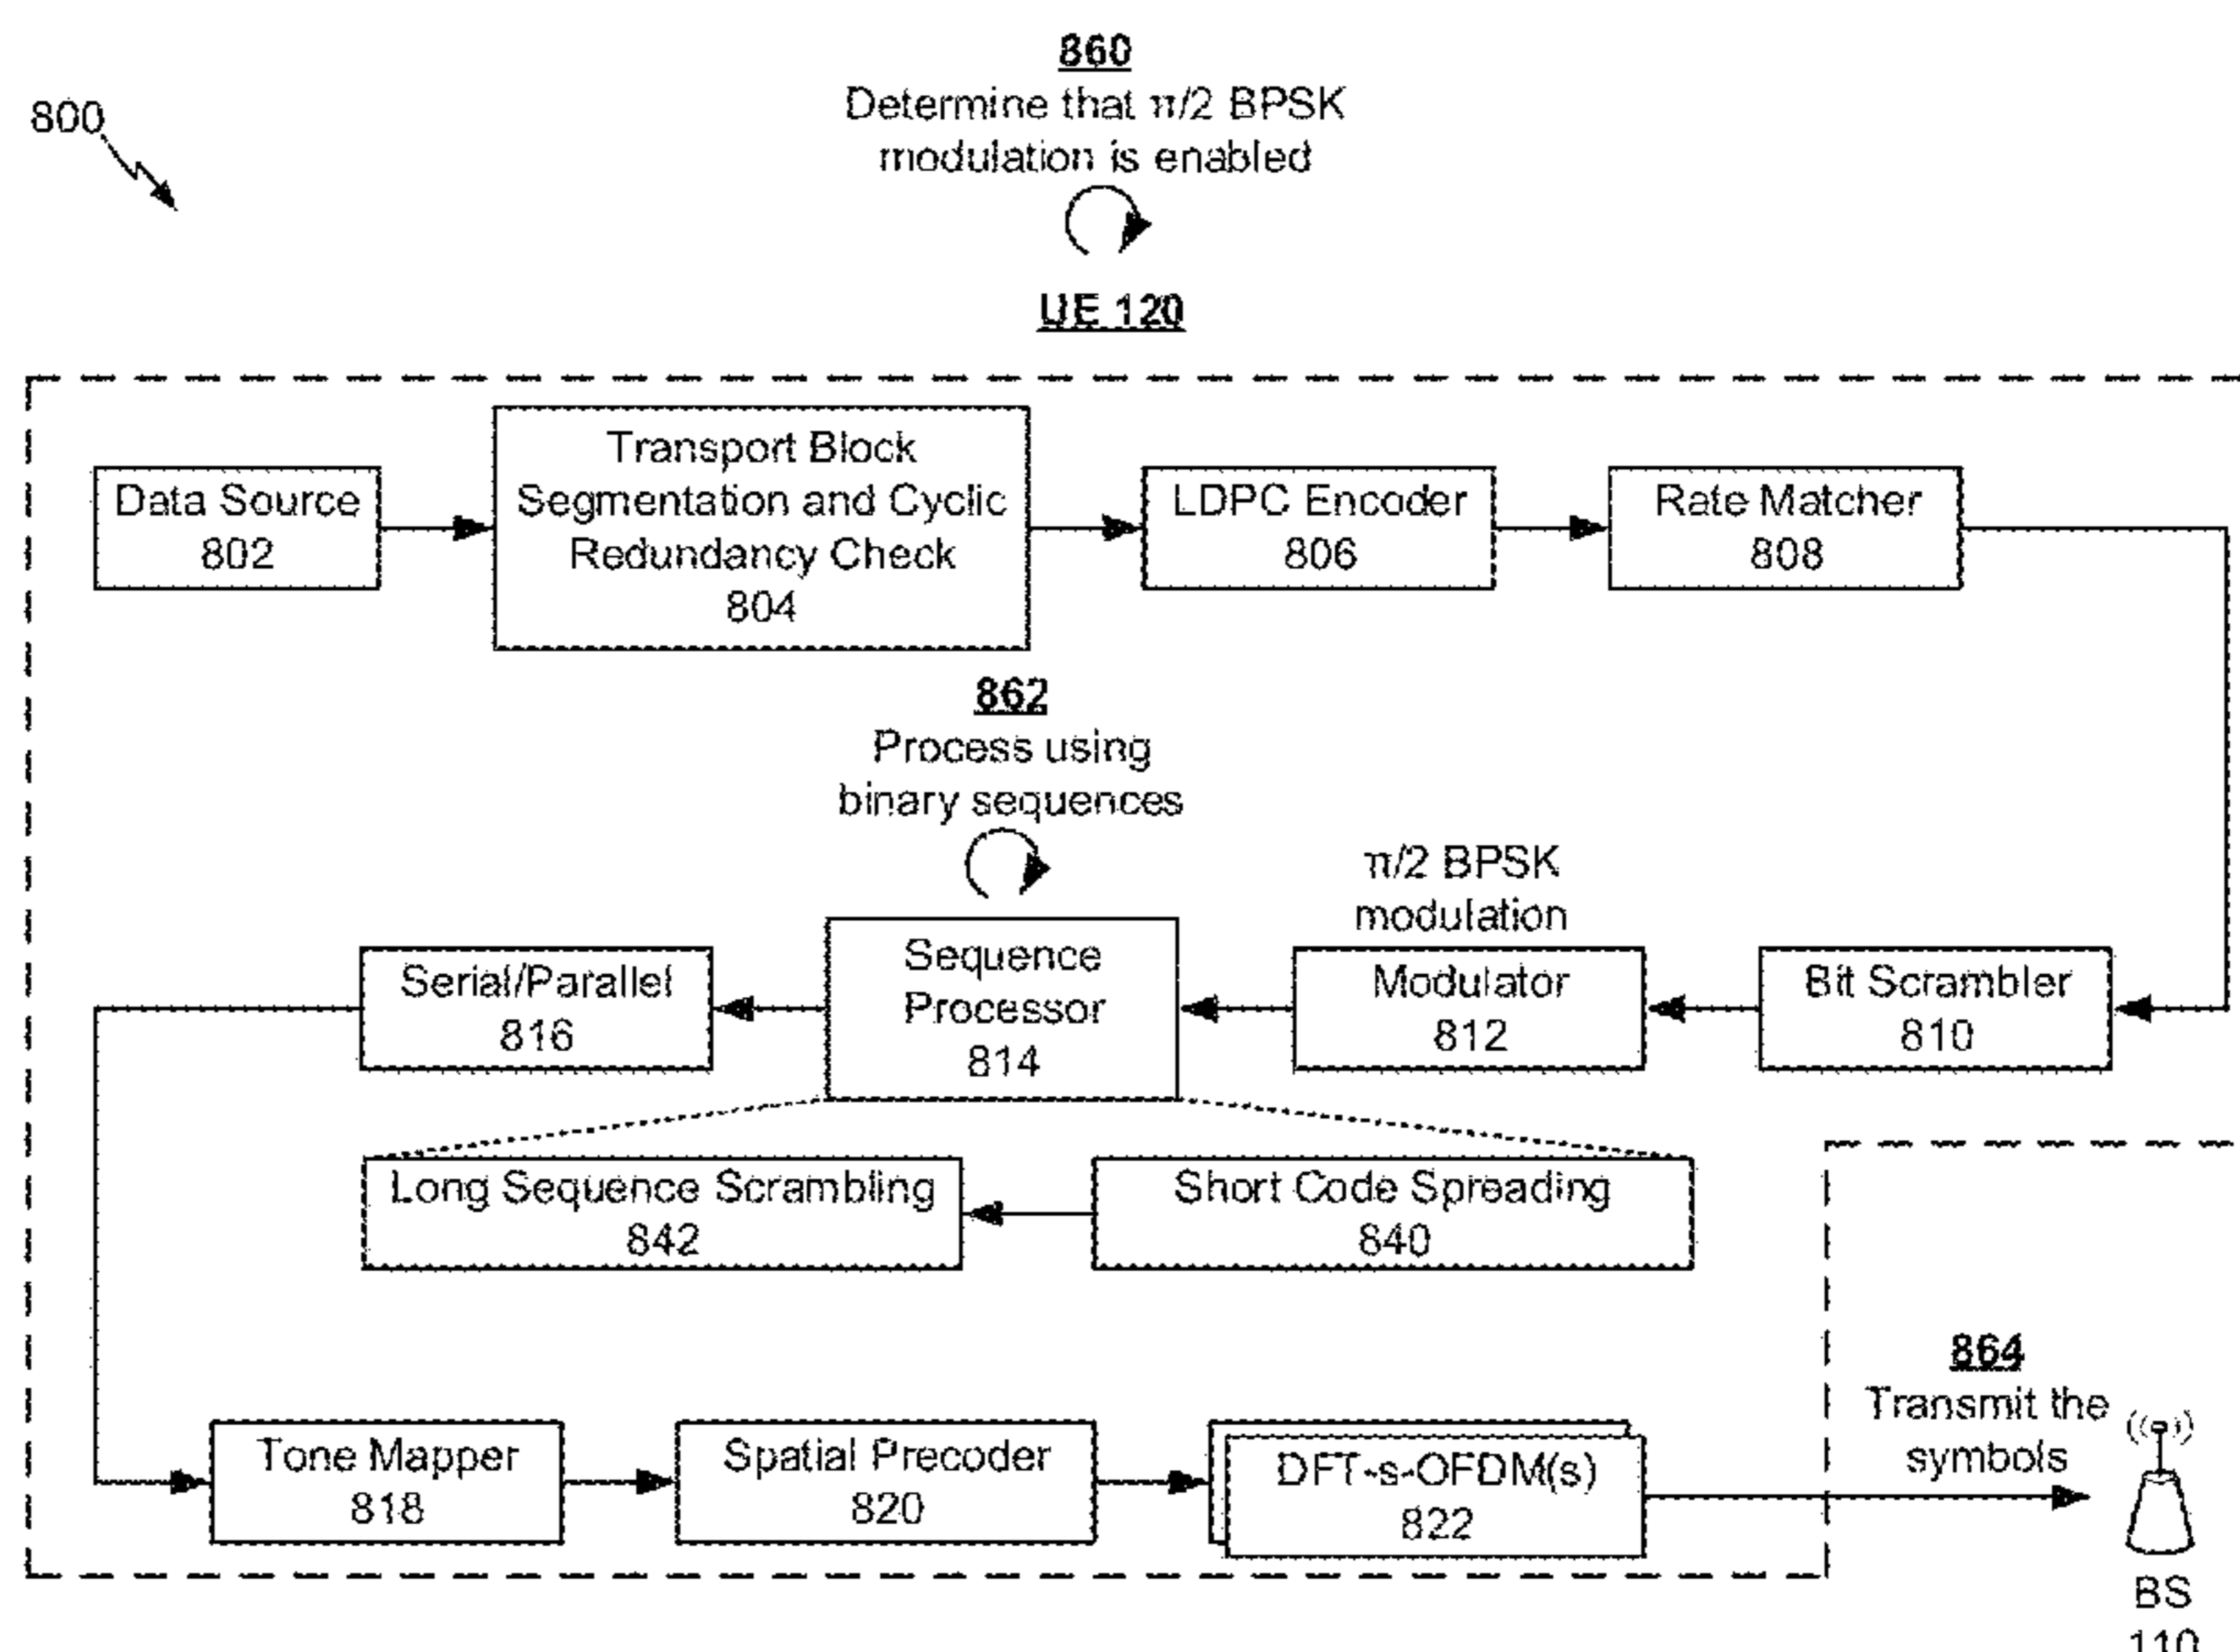 860
Determine that π/2 BPSK
modulation is enabled
800
UE 120
Transport Block
Segmentation and Cyclic
Redundancy Check
804
Data Source
802
LDPC Encoder
806
Rate Matcher
808
862
Process using
binary sequences
π/2 BPSK
modulation
Serial/Parallel
816
Sequence
Processor
814
Modulator
812
Bit Scrambler
810
Long Sequence Scrambling
842
Short Code Spreading
840
864
Transmit the
symbols
Tone Mapper
818
Spatial Precoder
820
DFT-s-OFDM(s)
822
BS
110